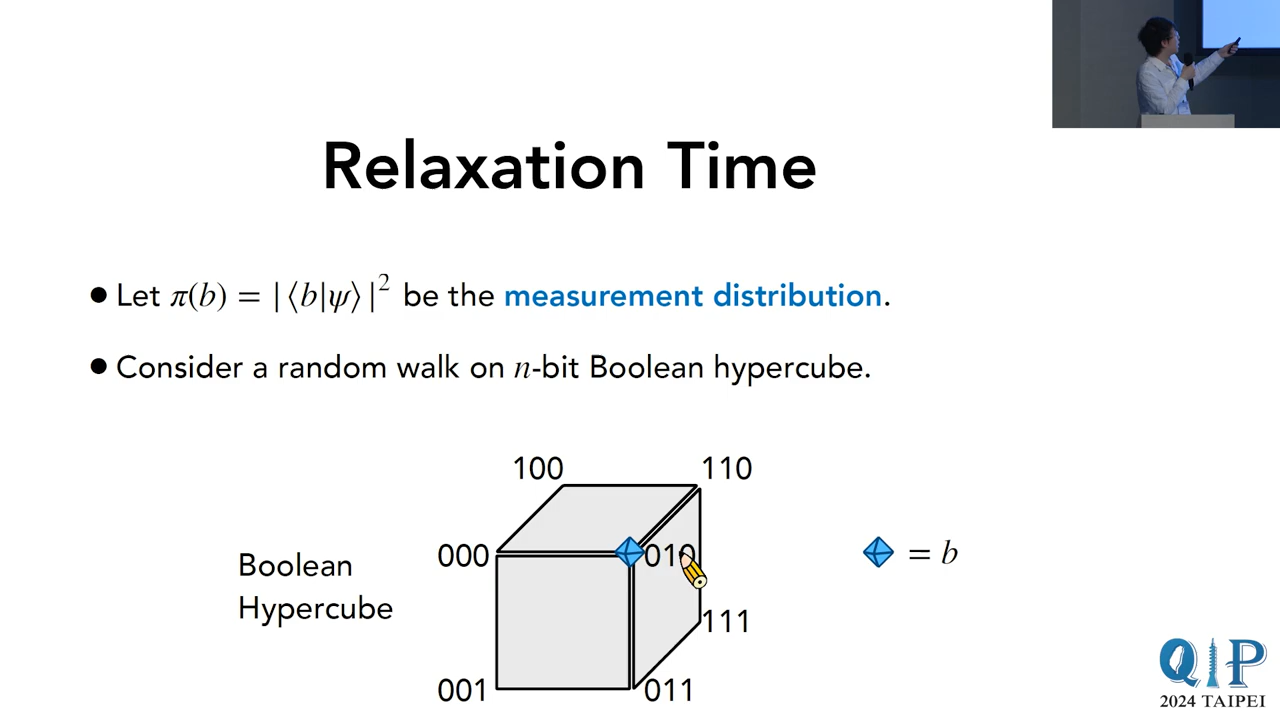 Relaxation Time
● Let π(b) = |⟨b|ψ⟩|² be the measurement distribution.
● Consider a random walk on n-bit Boolean hypercube.
100
110
000
010
= b
Boolean
Hypercube
111
001
011
QIP
2024 TAIPEI